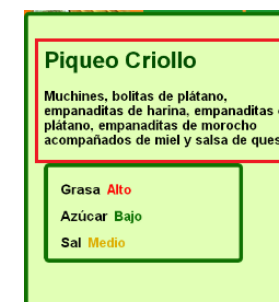 Piqueo Criollo
Muchines, bolitas de plátano,
empanaditas de harina, empanaditas
plátano, empanaditas de morocho
acompañados de miel y salsa de
Grasa Alto
Azúcar Bajo
Sal Medio